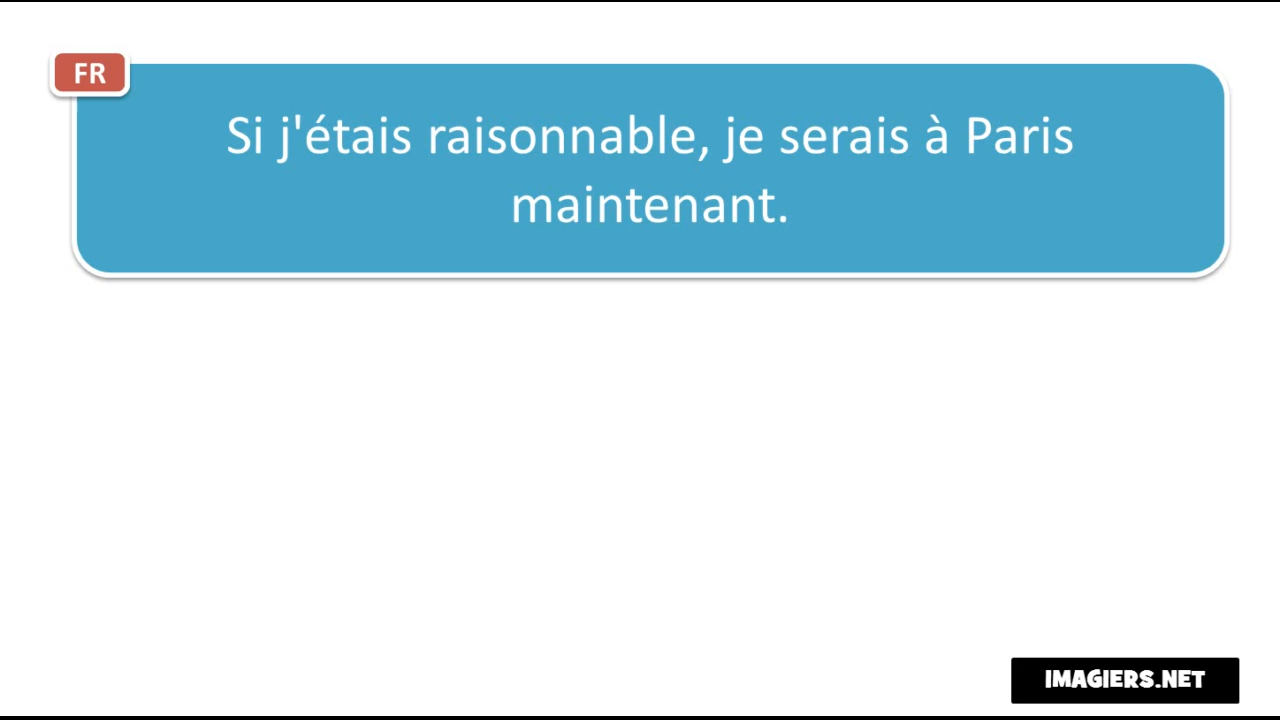 FR
Si j'étais raisonnable, je serais à Paris
maintenant.
IMAGIERS.NET